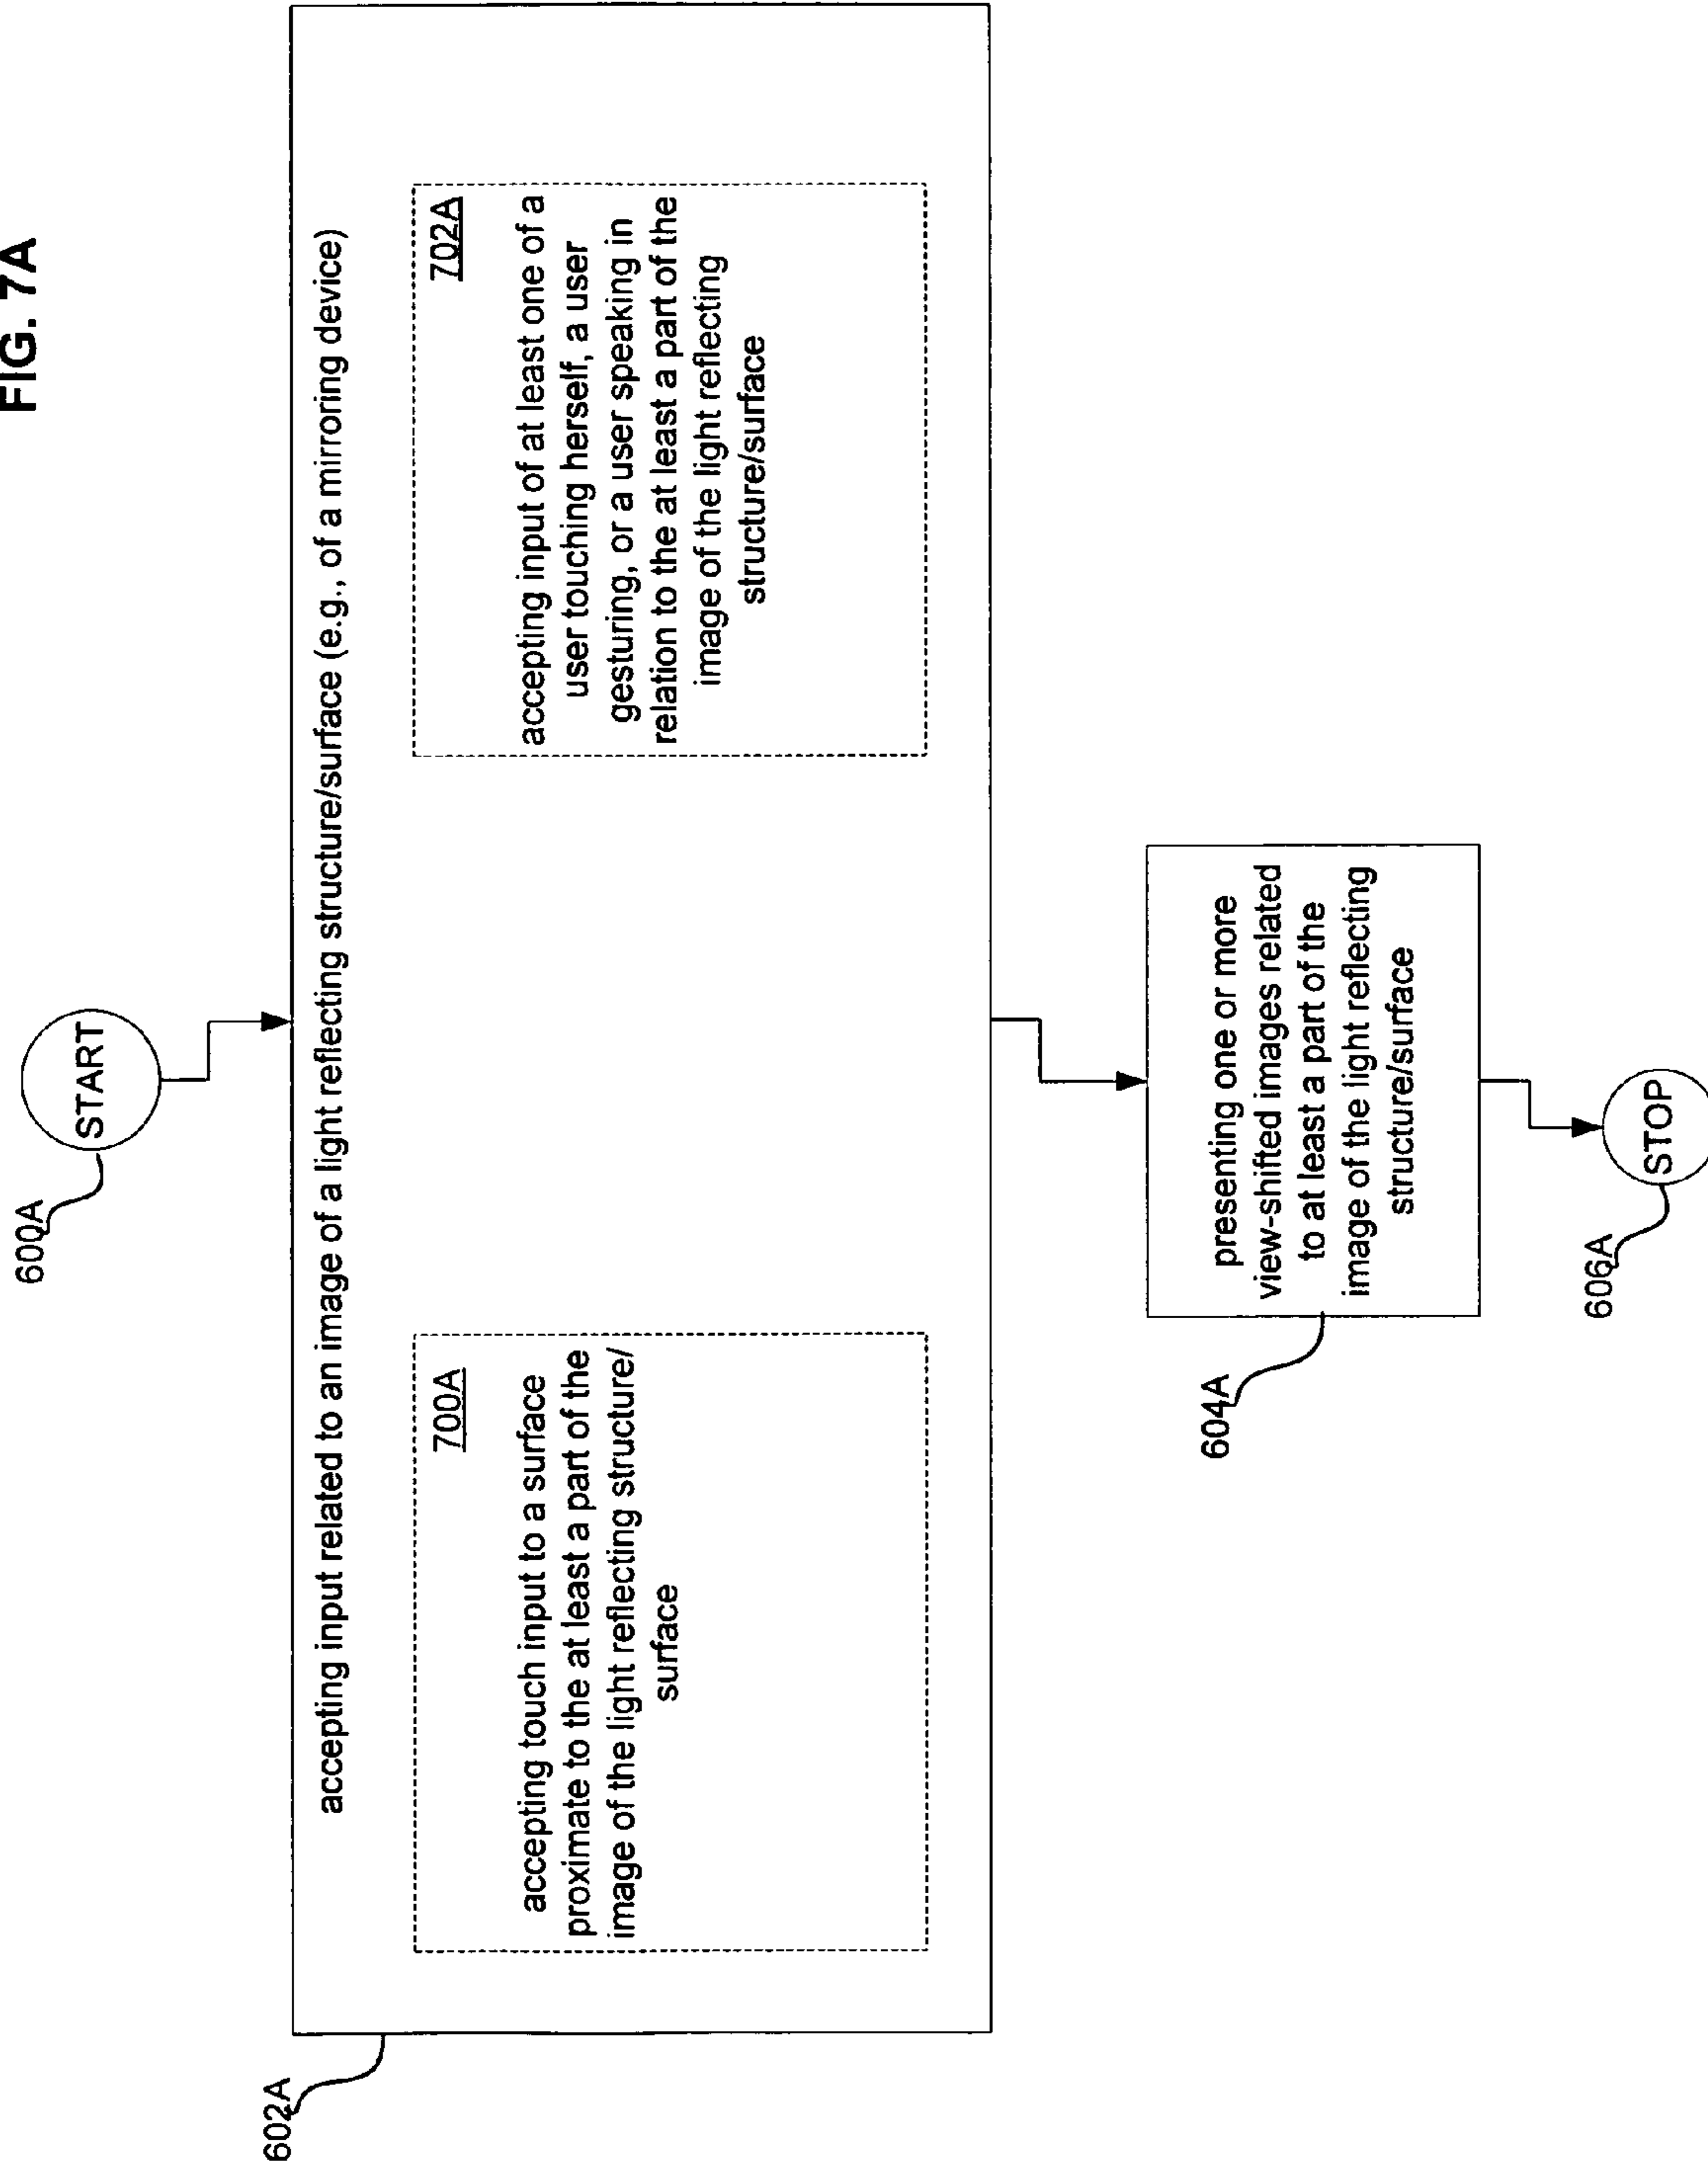 FIG. 7A
600A
START
602A
accepting input related to an image of a light reflecting structure/surface (e.g., of a mirroring device)
700A
accepting touch input to a surface
proximate to the at least a part of the
image of the light reflecting structure/
surface
702A
accepting input of at least one of a
user touching herself, a user
gesturing, or a user speaking in
relation to the at least a part of the
image of the light reflecting
structure/surface
604A
presenting one or more
view-shifted images related
to at least a part of the
image of the light reflecting
structure/surface
606A
STOP